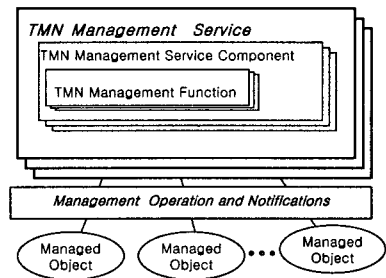 TMN Management Service
TMN Management Service Component
TMN Management Function
Management Operation and Notifications
Managed
Object
Managed
Object
Managed
Object